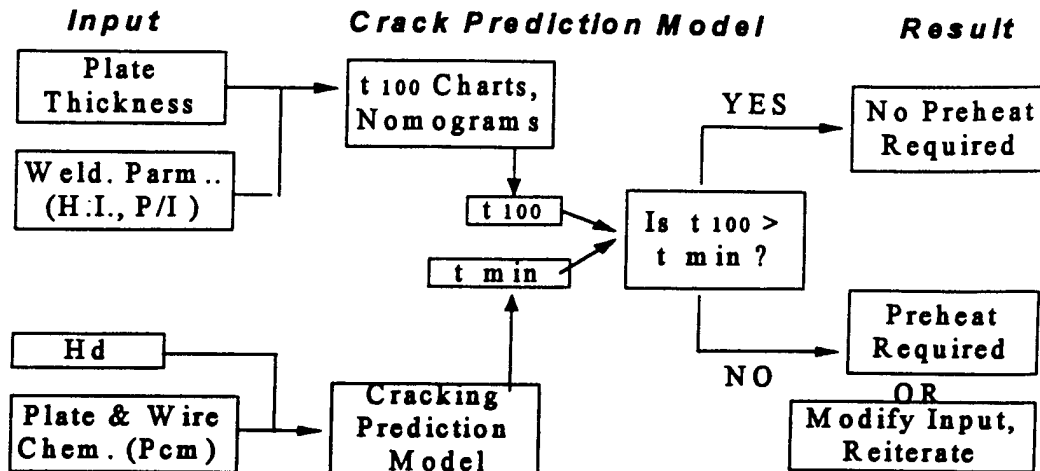 Input
Crack Prediction Model
Result
Plate
Thickness
Weld. Parm..
(H.I., P/I )
Hd
Plate & Wire
Chem. (Pcm)
t 100 Charts,
Nomograms
t 100
t min
Cracking
Prediction
Model
Is t 100 >
t min ?
YES
NO
No Preheat
Required
Preheat
Required
OR
Modify Input,
Reiterate